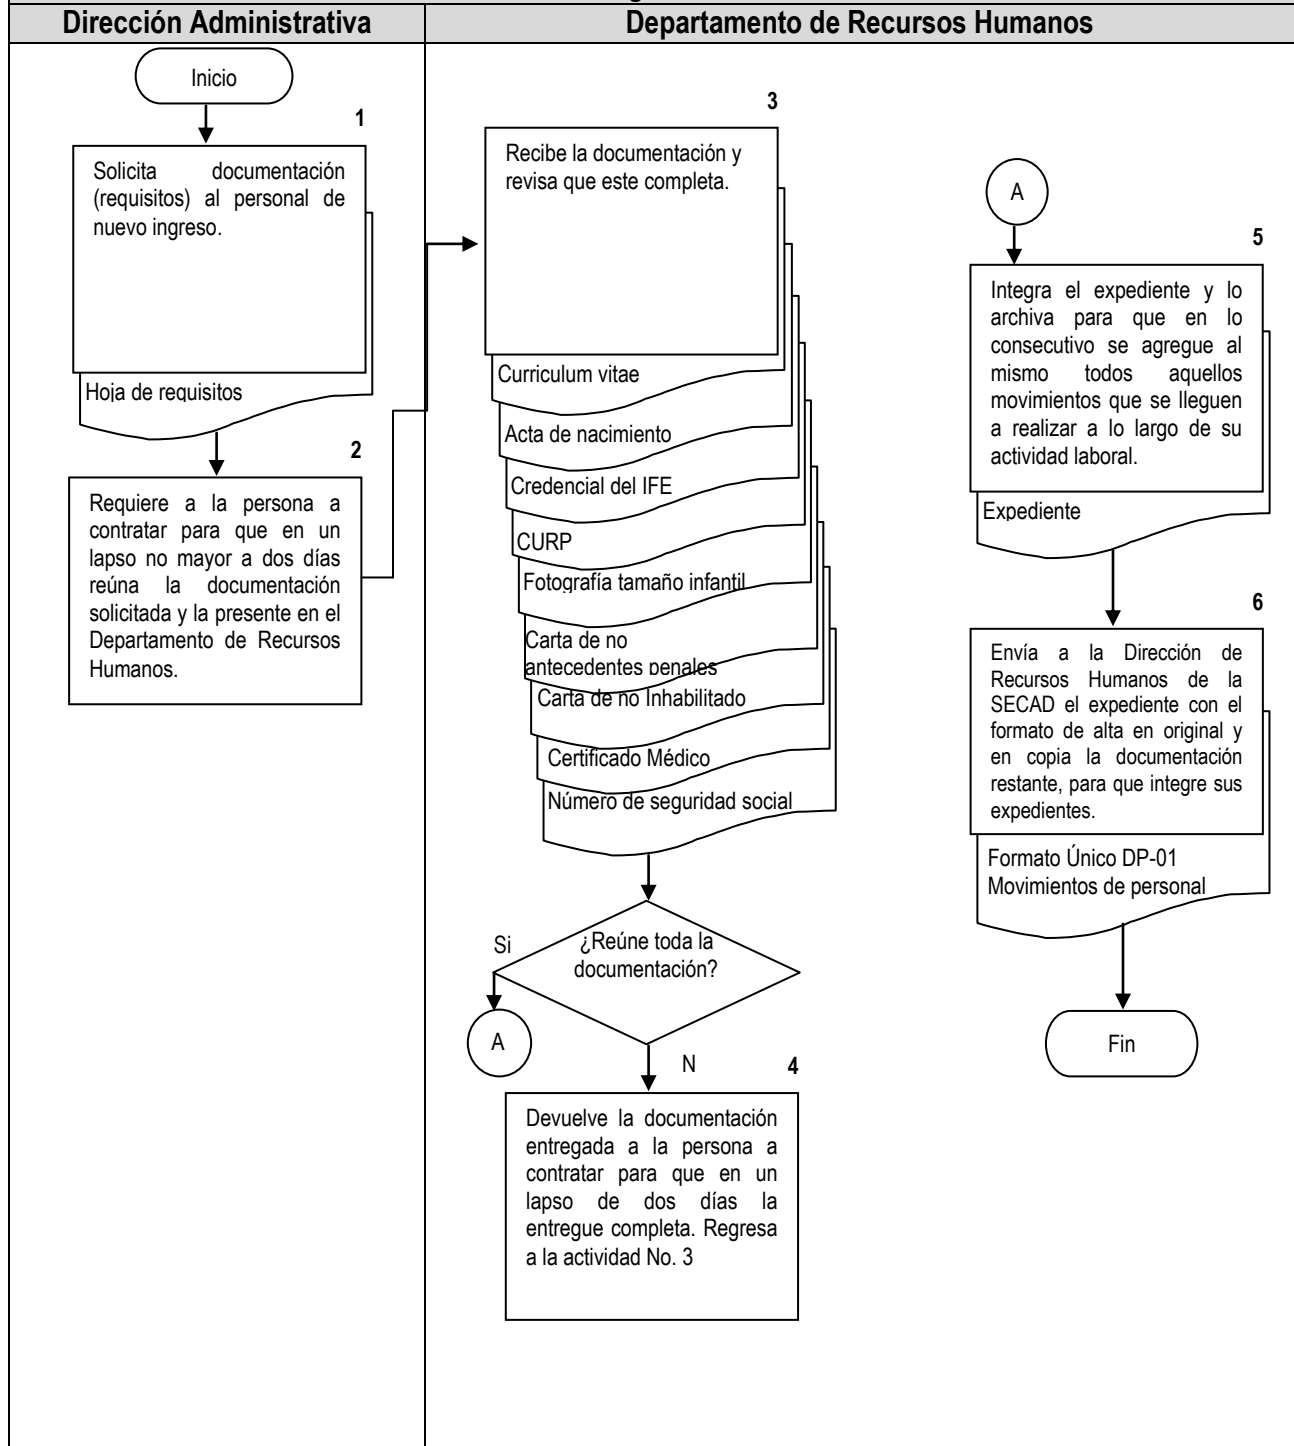 Dirección Administrativa
Departamento de Recursos Humanos
Inicio
1
Solicita documentación
(requisitos) al personal de
nuevo ingreso.
Hoja de requisitos
2
Requiere a la persona a
contratar para que en un
lapso no mayor a dos días
reúna la documentación
solicitada y la presente en el
Departamento de Recursos
Humanos.
3
Recibe la documentación y
revisa que este completa.
Curriculum vitae
Acta de nacimiento
Credencial del IFE
CURP
Fotografía tamaño infantil
Carta de no
antecedentes penales
Carta de no Inhabilitado
Certificado Médico
Número de seguridad social
¿Reúne toda la
documentación?
Si
A
N
4
Devuelve la documentación
entregada a la persona a
contratar para que en un
lapso de dos días la
entregue completa. Regresa
a la actividad No. 3
A
5
Integra el expediente y lo
archiva para que en lo
consecutivo se agregue al
mismo todos aquellos
movimientos que se lleguen
a realizar a lo largo de su
actividad laboral.
Expediente
6
Envía a la Dirección de
Recursos Humanos de la
SECAD el expediente con el
formato de alta en original y
en copia la documentación
restante, para que integre sus
expedientes.
Formato Único DP-01
Movimientos de personal
Fin